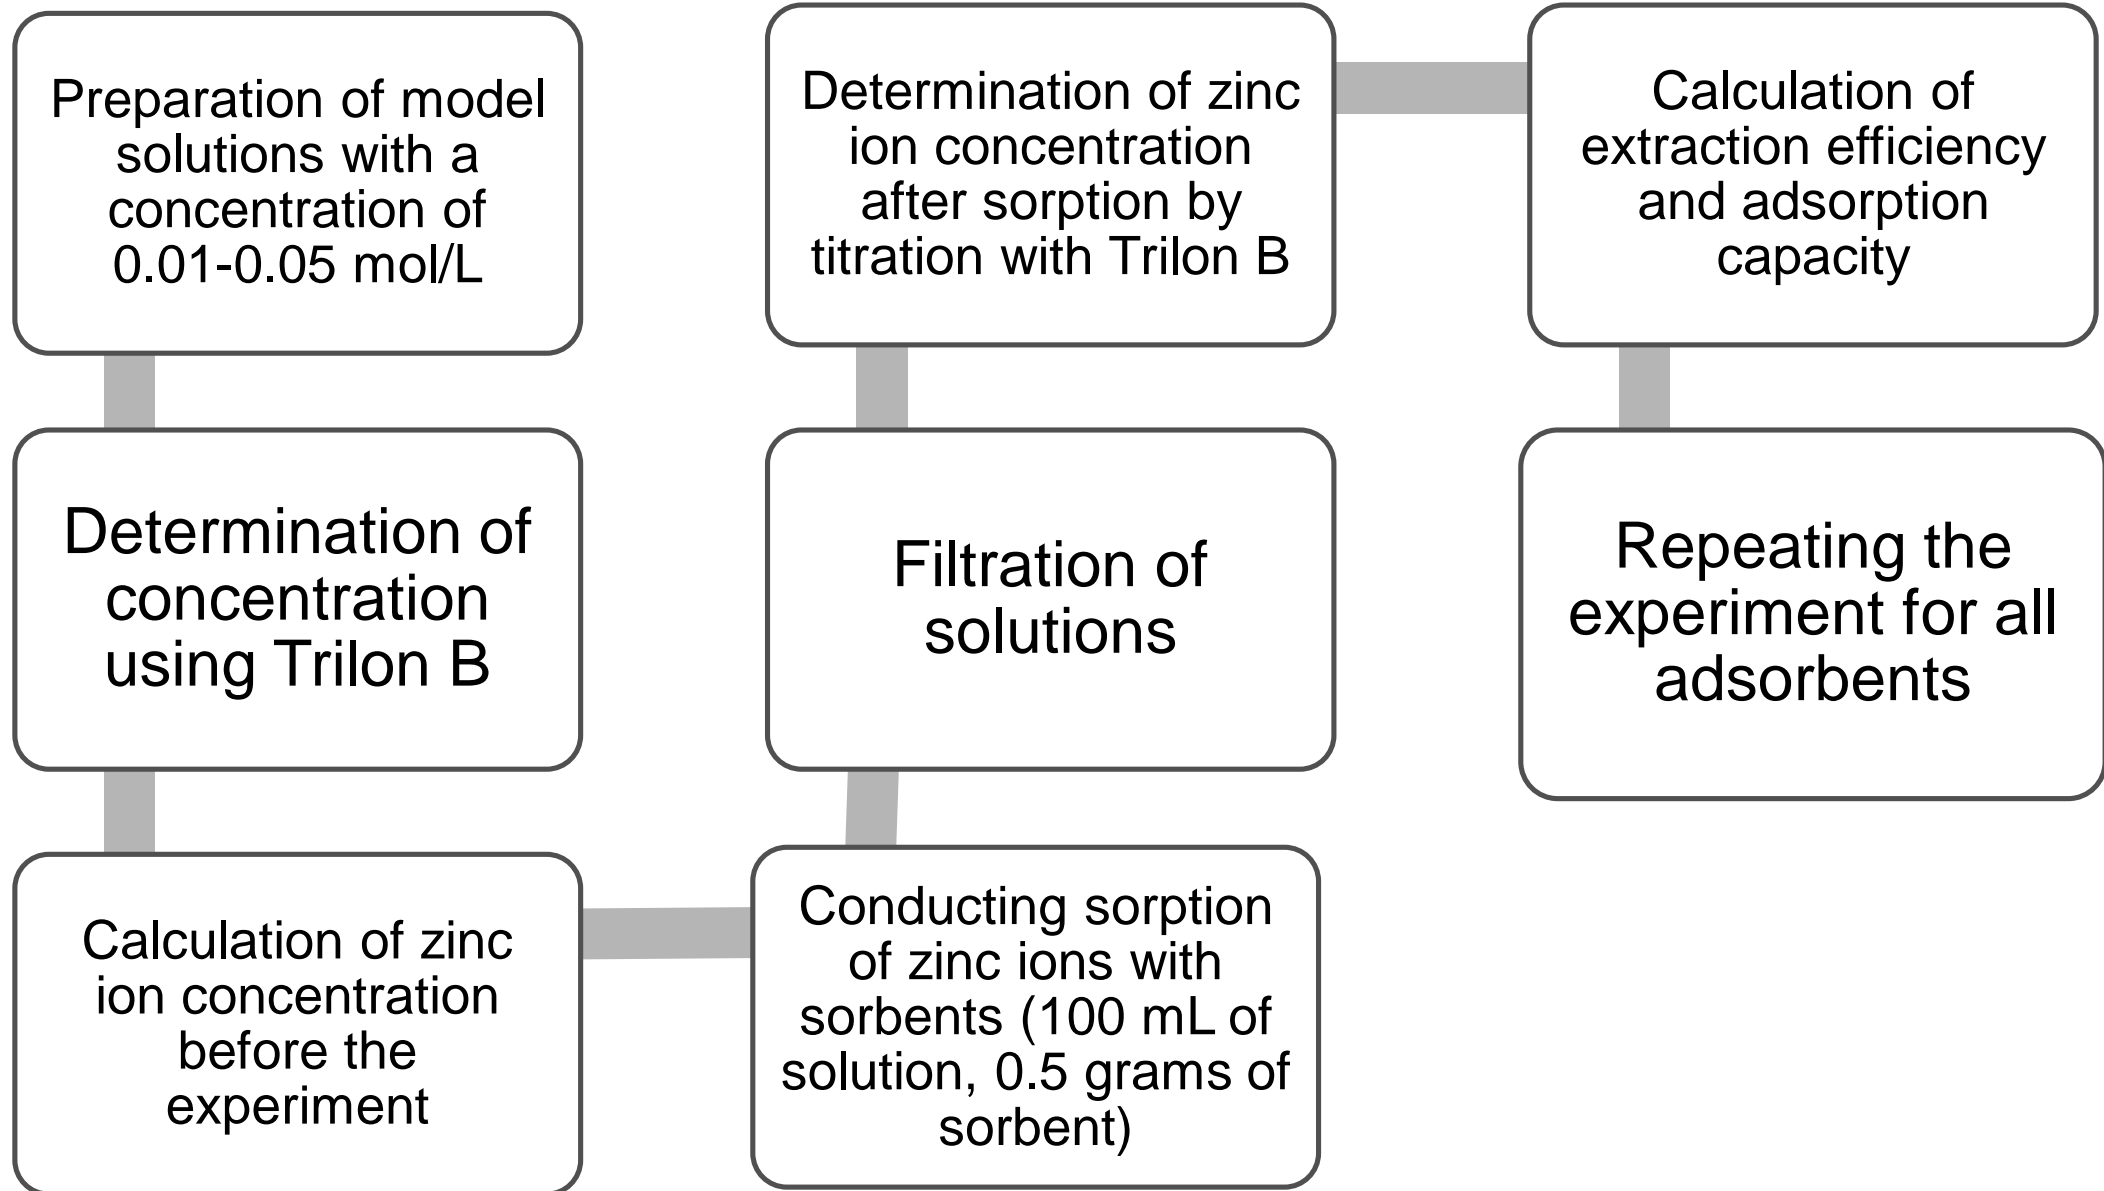 Preparation of model
solutions with a
concentration of
0.01-0.05 mol/L
Determination of
concentration
using Trilon B
Calculation of zinc
ion concentration
before the
experiment
Conducting sorption
of zinc ions with
sorbents (100 mL of
solution, 0.5 grams of
sorbent)
Filtration of
solutions
Determination of zinc
ion concentration
after sorption by
titration with Trilon B
Calculation of
extraction efficiency
and adsorption
capacity
Repeating the
experiment for all
adsorbents